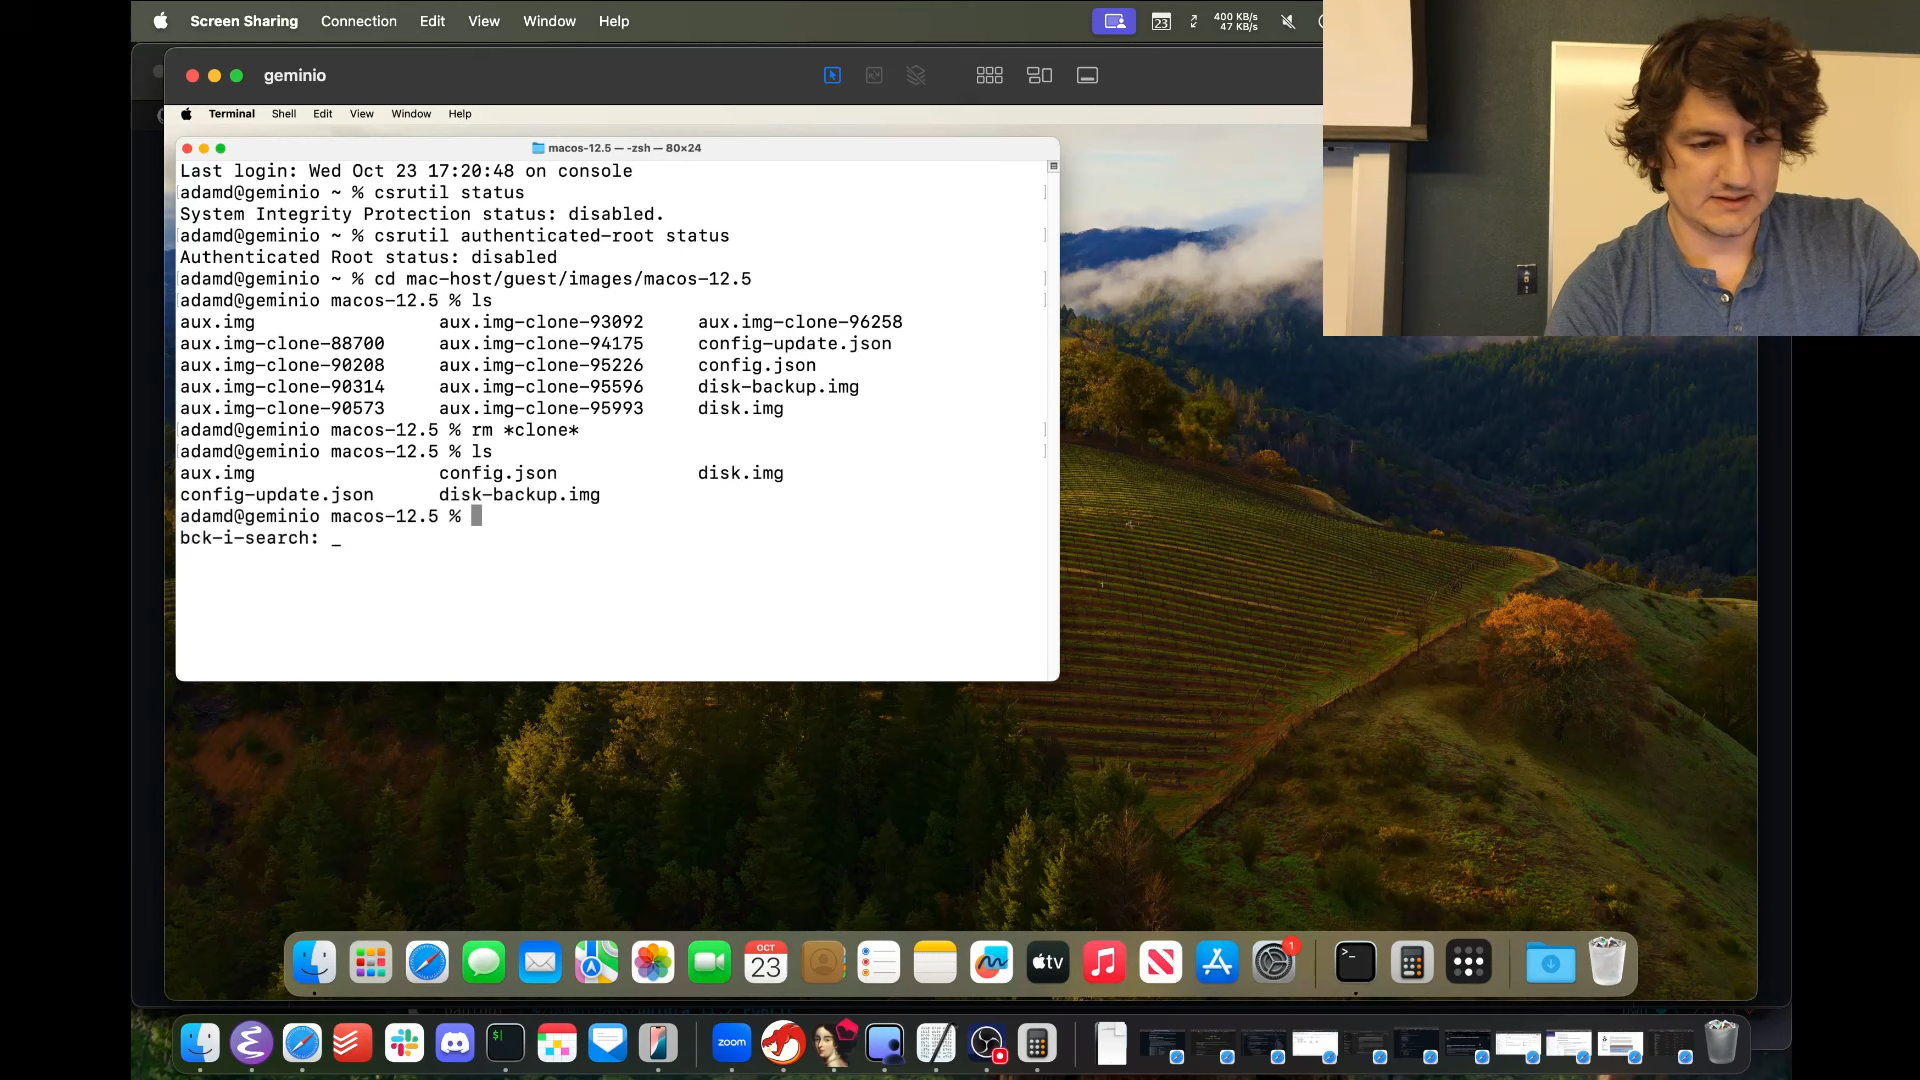 Screen Sharing Connection Edit View Window Help
23
400 KB/s
47 KB/s
geminio
Terminal Shell Edit View Window Help
macos-12.5 — -zsh — 80×24
Last login: Wed Oct 23 17:20:48 on console
adamd@geminio ~ % csrutil status
System Integrity Protection status: disabled.
adamd@geminio ~ % csrutil authenticated-root status
Authenticated Root status: disabled
adamd@geminio ~ % cd mac-host/guest/images/macos-12.5
adamd@geminio macos-12.5 % ls
aux.img aux.img-clone-93092 aux.img-clone-96258
aux.img-clone-88700 aux.img-clone-94175 config-update.json
aux.img-clone-90208 aux.img-clone-95226 config.json
aux.img-clone-90314 aux.img-clone-95596 disk-backup.img
aux.img-clone-90573 aux.img-clone-95993 disk.img
adamd@geminio macos-12.5 % rm *clone*
adamd@geminio macos-12.5 % ls
aux.img config.json disk.img
config-update.json disk-backup.img
adamd@geminio macos-12.5 %
bck-i-search: _
OCT
23
tv
1
>_
$
zoom